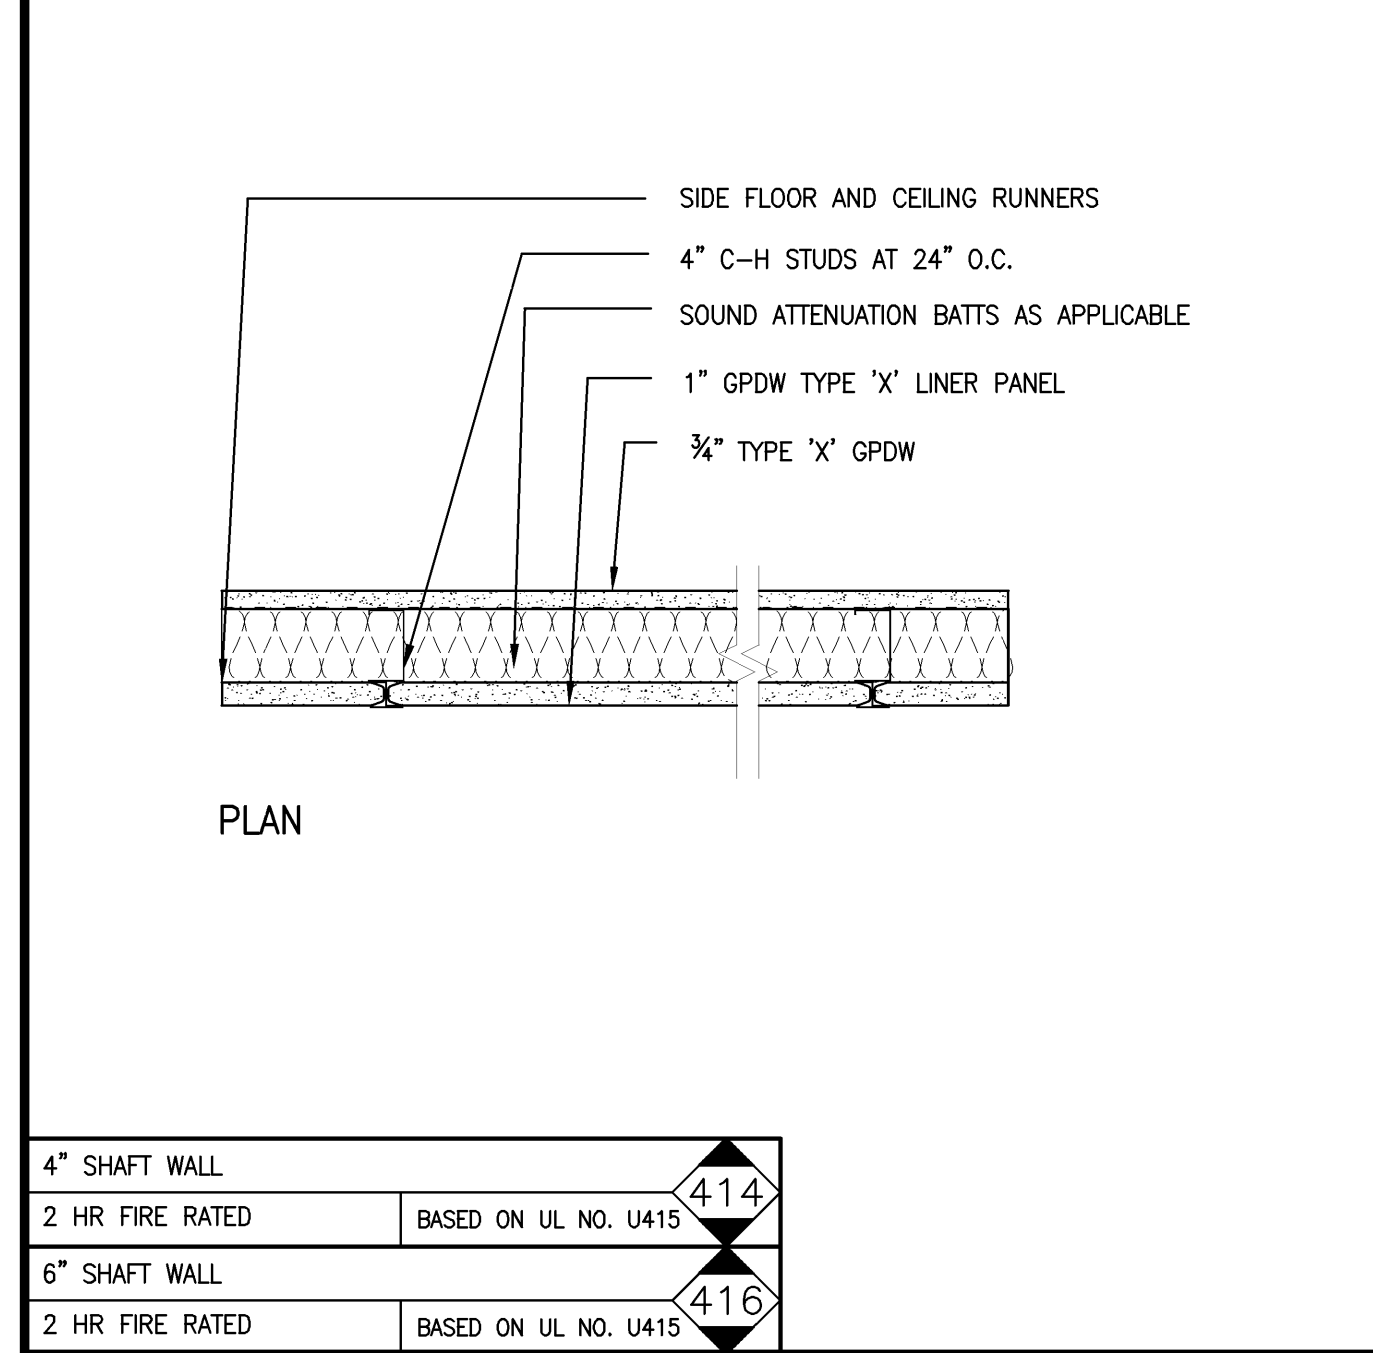 SIDE FLOOR AND CEILING RUNNERS
4” C-H STUDS AT 24” O.C.
SOUND ATTENUATION BATTS AS APPLICABLE
1” GPDW TYPE 'X' LINER PANEL
¾” TYPE 'X' GPDW
PLAN
4” SHAFT WALL
414
2 HR FIRE RATED
BASED ON UL NO. U415
6” SHAFT WALL
416
2 HR FIRE RATED
BASED ON UL NO. U415